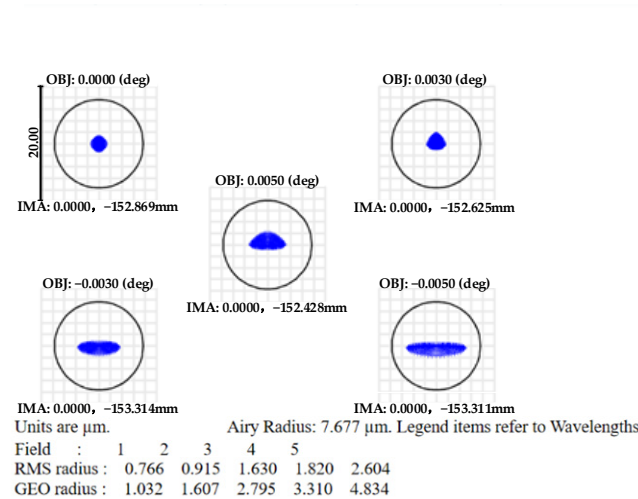 OBJ: 0.0000 (deg)
OBJ: 0.0030 (deg)
20.00
IMA: 0.0000, −152.869mm
IMA: 0.0000, −152.625mm
OBJ: 0.0050 (deg)
IMA: 0.0000, −152.428mm
OBJ: −0.0030 (deg)
OBJ: −0.0050 (deg)
IMA: 0.0000, −153.314mm
IMA: 0.0000, −153.311mm
Units are µm. Airy Radius: 7.677 µm. Legend items refer to Wavelengths
Field : 1 2 3 4 5
RMS radius : 0.766 0.915 1.630 1.820 2.604
GEO radius : 1.032 1.607 2.795 3.310 4.834